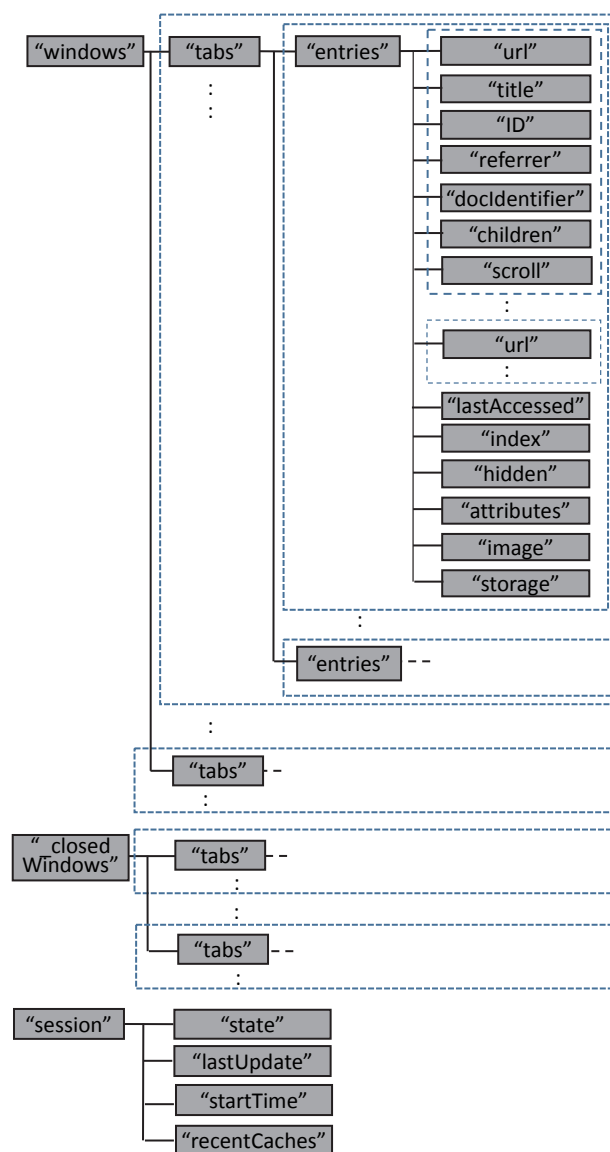 “windows” “tabs” “entries” “url”
“title”
“ID”
“referrer”
“docIdentifier”
“children”
“scroll”
“url”
“lastAccessed”
“index”
“hidden”
“attributes”
“image”
“storage”
“entries”
“tabs”
“_closed
Windows”
“tabs”
“tabs”
“session” “state”
“lastUpdate”
“startTime”
“recentCaches”